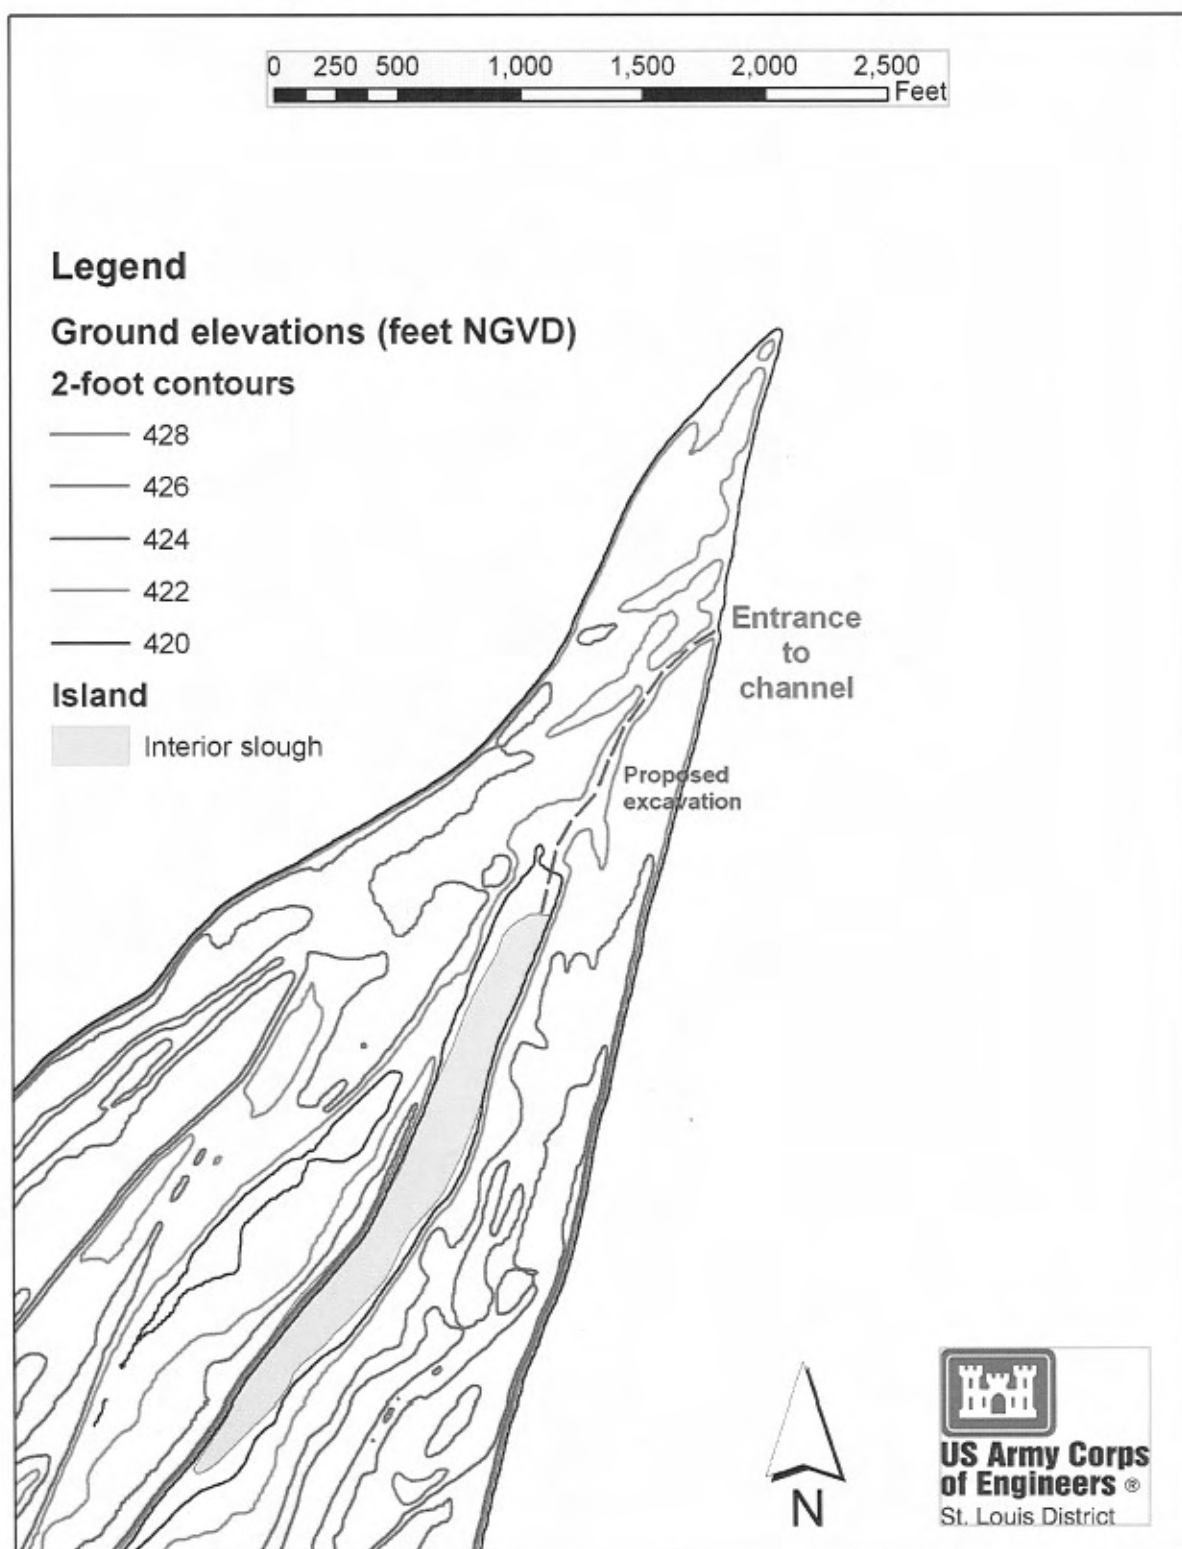 0 250 500 1,000 1,500 2,000 2,500
Feet
Legend
Ground elevations (feet NGVD)
2-foot contours
428
426
424
422
420
Island
Interior slough
Entrance
to
channel
Proposed
excavation
N
US Army Corps
of Engineers ®
St. Louis District